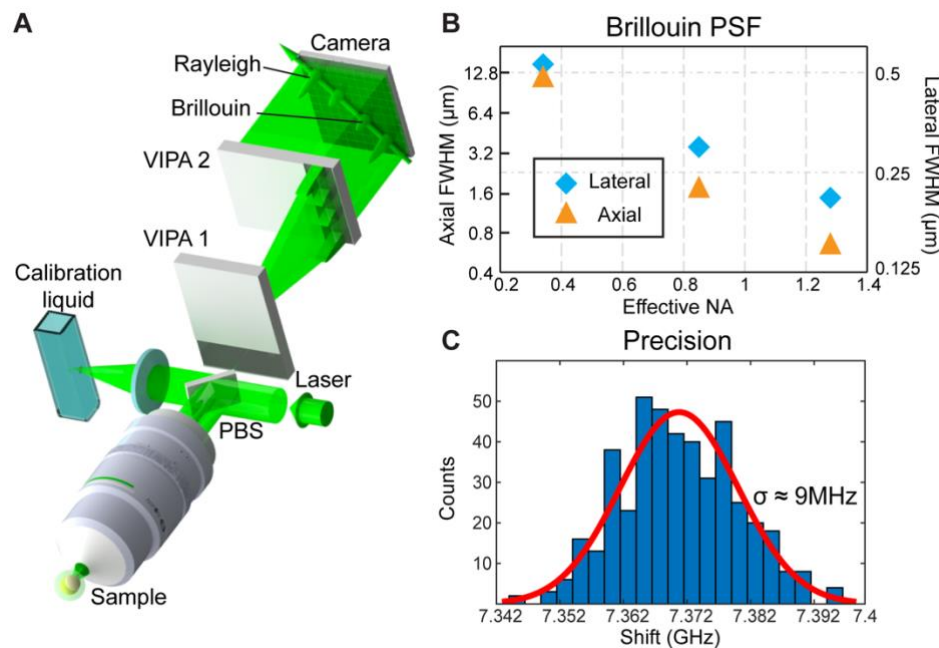 A
Camera
Rayleigh
Brillouin
VIPA 2
VIPA 1
Calibration
liquid
Laser
PBS
Sample
B
Brillouin PSF
Axial FWHM (μm)
12.8
6.4
3.2
1.6
0.8
0.4
Lateral
Axial
0.5
0.25
0.125
Lateral
FWHM (μm)
0.2
0.4
0.6
0.8
1
1.2
1.4
Effective NA
C
Precision
Counts
50
40
30
20
10
σ ≈ 9MHz
7.342
7.352
7.362
7.372
7.382
7.392
7.4
Shift (GHz)